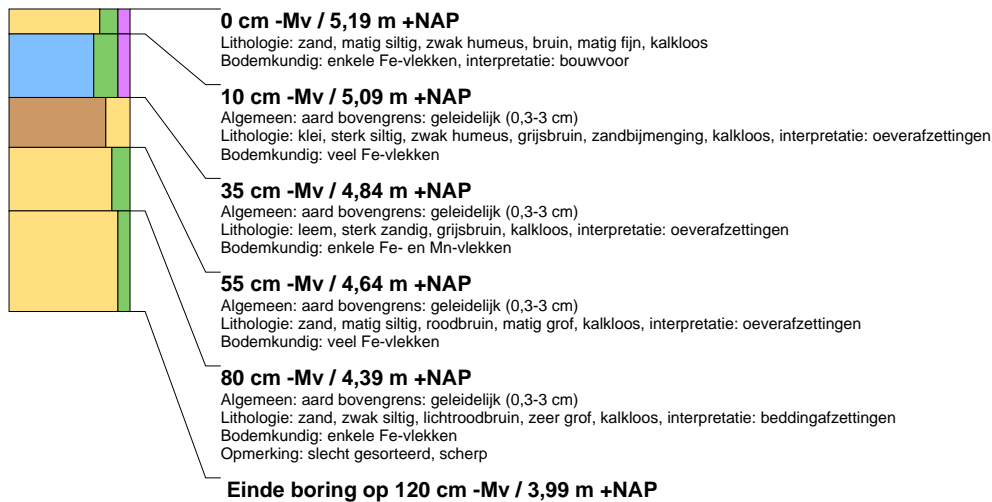 0 cm -Mv / 5,19 m +NAP
Lithologie: zand, matig siltig, zwak humeus, bruin, matig fijn, kalkloos
Bodemkundig: enkele Fe-vlekken, interpretatie: bouwvoor
10 cm -Mv / 5,09 m +NAP
Algemeen: aard bovengrens: geleidelijk (0,3-3 cm)
Lithologie: klei, sterk siltig, zwak humeus, grijsbruin, zandbijmenging, kalkloos, interpretatie: oeverafzettingen
Bodemkundig: veel Fe-vlekken
35 cm -Mv / 4,84 m +NAP
Algemeen: aard bovengrens: geleidelijk (0,3-3 cm)
Lithologie: leem, sterk zandig, grijsbruin, kalkloos, interpretatie: oeverafzettingen
Bodemkundig: enkele Fe- en Mn-vlekken
55 cm -Mv / 4,64 m +NAP
Algemeen: aard bovengrens: geleidelijk (0,3-3 cm)
Lithologie: zand, matig siltig, roodbruin, matig grof, kalkloos, interpretatie: oeverafzettingen
Bodemkundig: veel Fe-vlekken
80 cm -Mv / 4,39 m +NAP
Algemeen: aard bovengrens: geleidelijk (0,3-3 cm)
Lithologie: zand, zwak siltig, lichtroodbruin, zeer grof, kalkloos, interpretatie: beddingafzettingen
Bodemkundig: enkele Fe-vlekken
Opmerking: slecht gesorteerd, scherp
Einde boring op 120 cm -Mv / 3,99 m +NAP